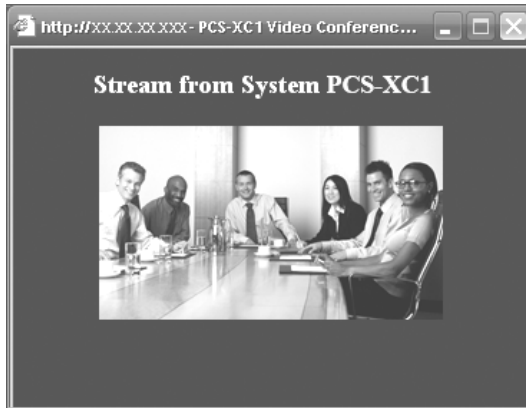 http://xx.xx.xx.xxx - PCS-XC1 Video Conferenc...
Stream from System PCS-XC1